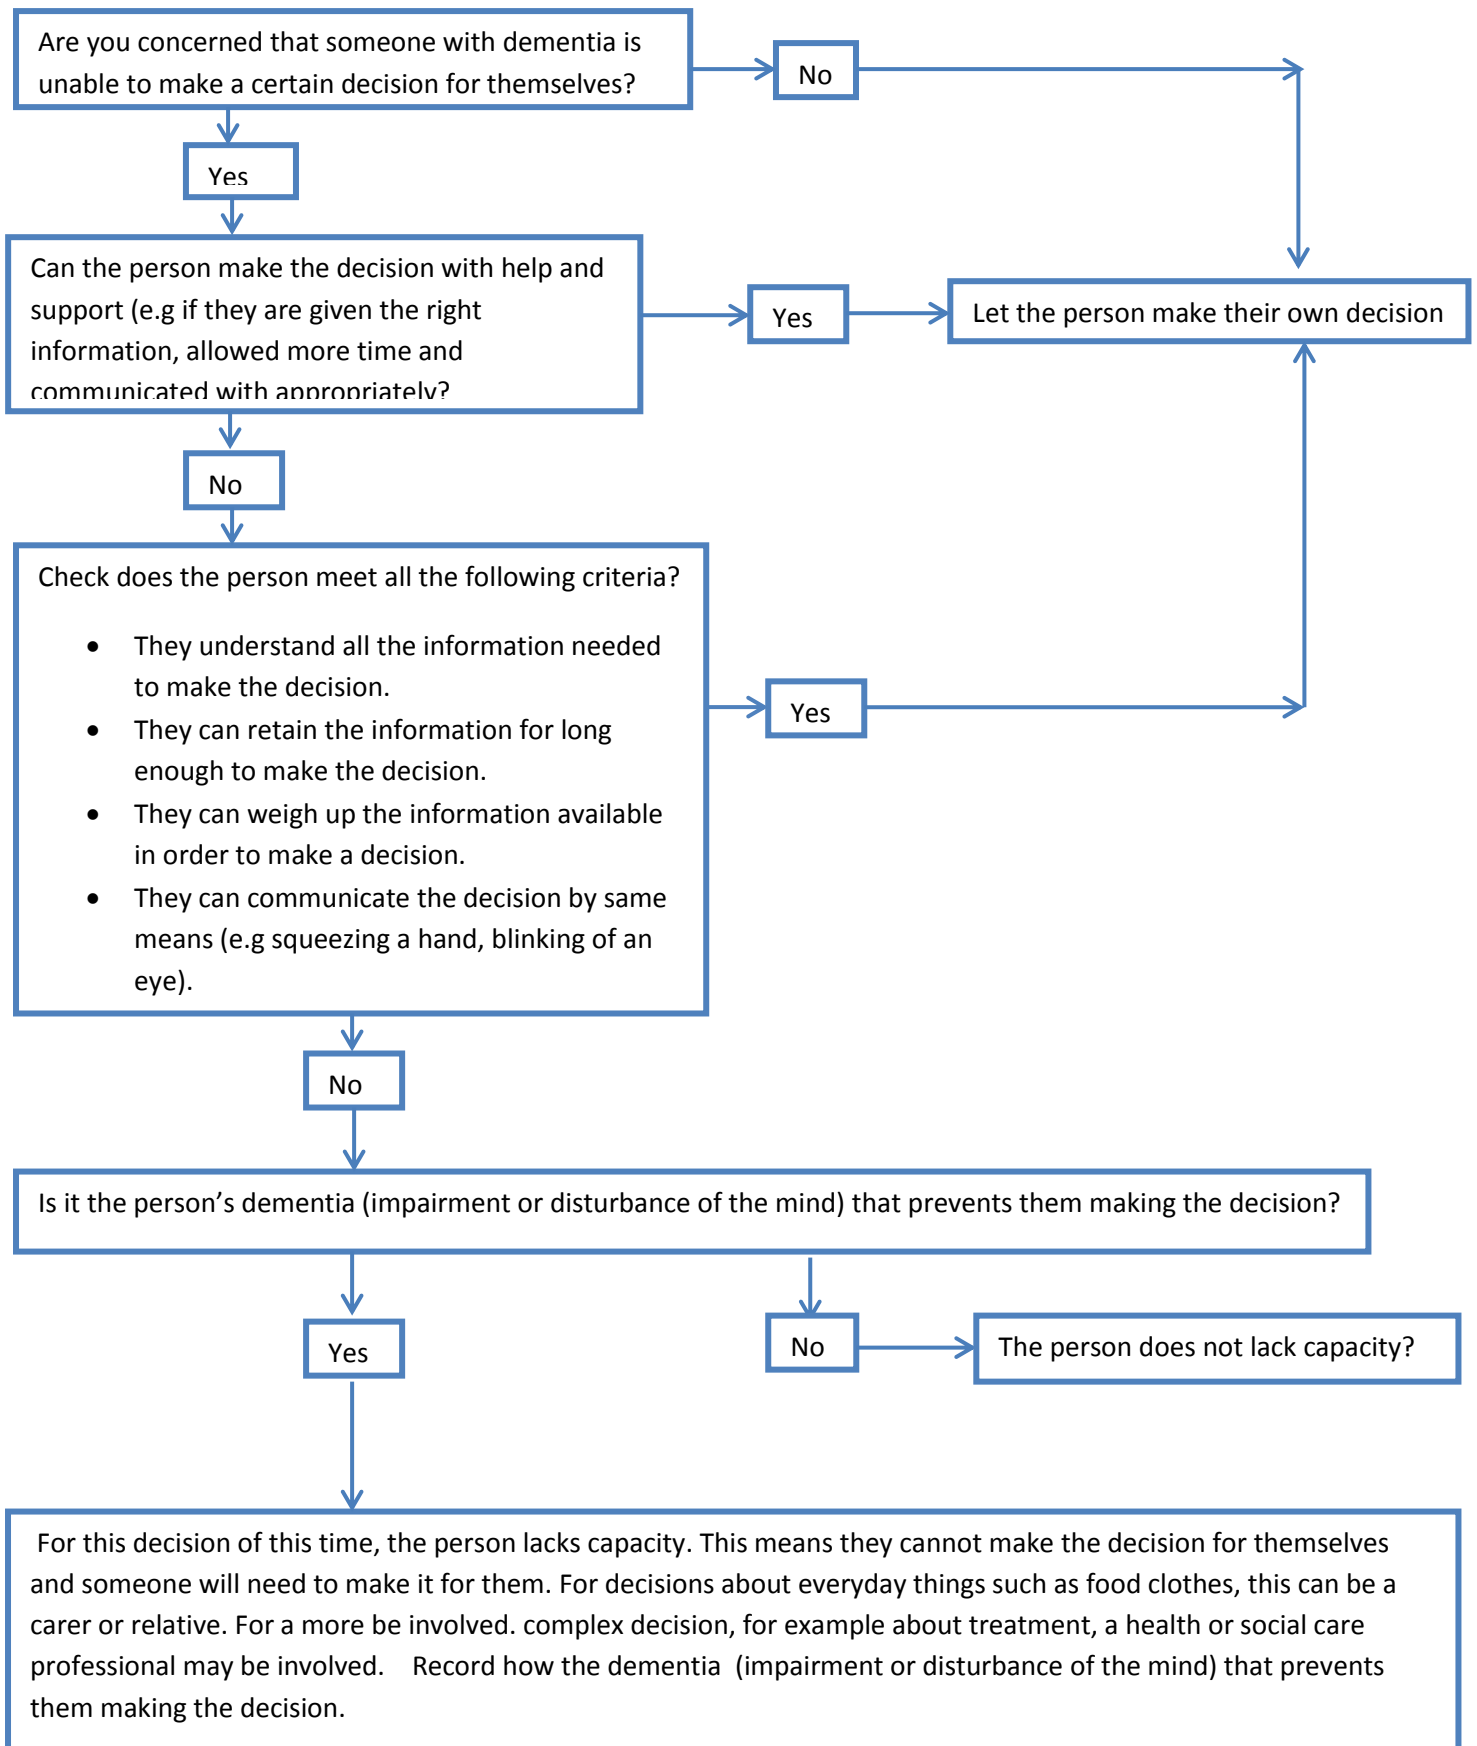 Are you concerned that someone with dementia is
unable to make a certain decision for themselves?
No
Yes
Can the person make the decision with help and
support (e.g if they are given the right
information, allowed more time and
communicated with appropriately?
Yes
Let the person make their own decision
No
Check does the person meet all the following criteria?
• They understand all the information needed
to make the decision.
• They can retain the information for long
enough to make the decision.
• They can weigh up the information available
in order to make a decision.
• They can communicate the decision by same
means (e.g squeezing a hand, blinking of an
eye).
Yes
No
Is it the person’s dementia (impairment or disturbance of the mind) that prevents them making the decision?
Yes
No
The person does not lack capacity?
For this decision of this time, the person lacks capacity. This means they cannot make the decision for themselves
and someone will need to make it for them. For decisions about everyday things such as food clothes, this can be a
carer or relative. For a more be involved. complex decision, for example about treatment, a health or social care
professional may be involved. Record how the dementia (impairment or disturbance of the mind) that prevents
them making the decision.